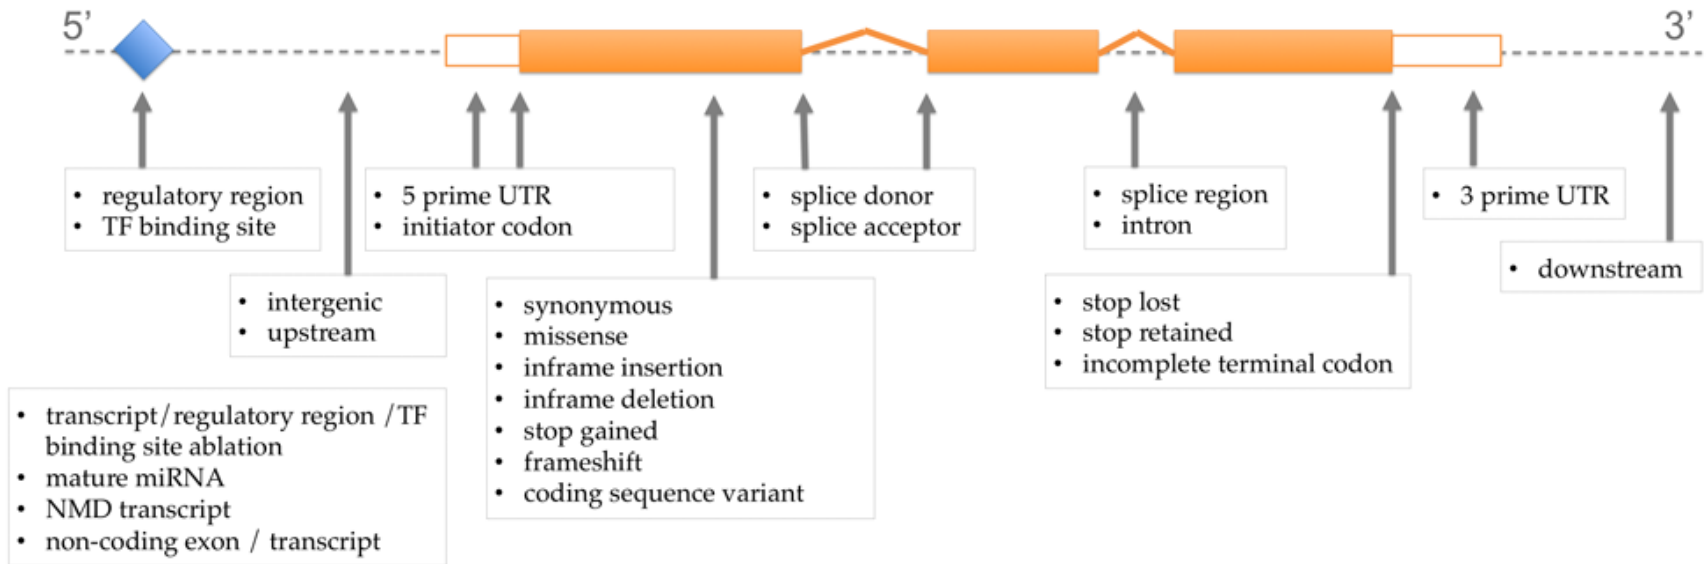 5’
3’
• regulatory region
• TF binding site
• 5 prime UTR
• initiator codon
• splice donor
• splice acceptor
• splice region
• intron
• 3 prime UTR
• intergenic
• upstream
• synonymous
• missense
• inframe insertion
• inframe deletion
• stop gained
• frameshift
• coding sequence variant
• stop lost
• stop retained
• incomplete terminal codon
• downstream
• transcript/regulatory region /TF
binding site ablation
• mature miRNA
• NMD transcript
• non-coding exon / transcript